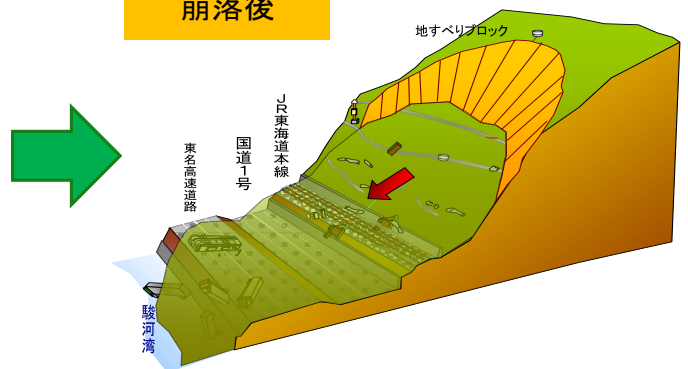 崩落後
地すべりブロック
JR東海道本線
国道1号
東名高速道路
駿河湾